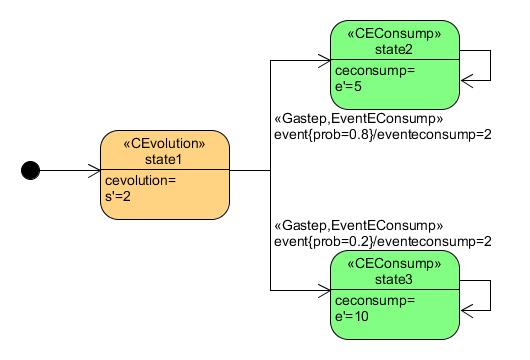 «CEConsump»
state2
ceconsump=
e'=5
«Gastep,EventEConsump»
event{prob=0.8}/eventeconsump=2
«CEvolution»
state1
cevolution=
s'=2
«Gastep,EventEConsump»
event{prob=0.2}/eventeconsump=2
«CEConsump»
state3
ceconsump=
e'=10